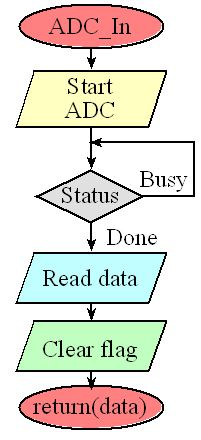 ADC_In
Start
ADC
Busy
Status
Done
Read data
Clear flag
return(data)